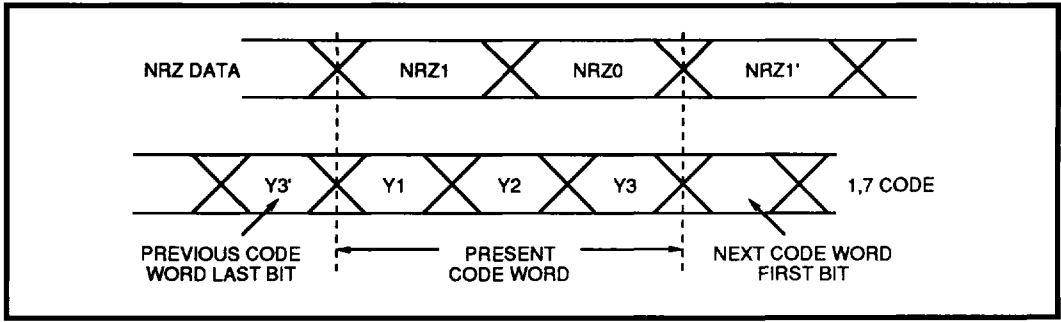 NRZ DATA
NRZ1
NRZ0
NRZ1'
Y3'
Y1
Y2
Y3
1,7 CODE
PREVIOUS CODE
WORD LAST BIT
PRESENT
CODE WORD
NEXT CODE WORD
FIRST BIT